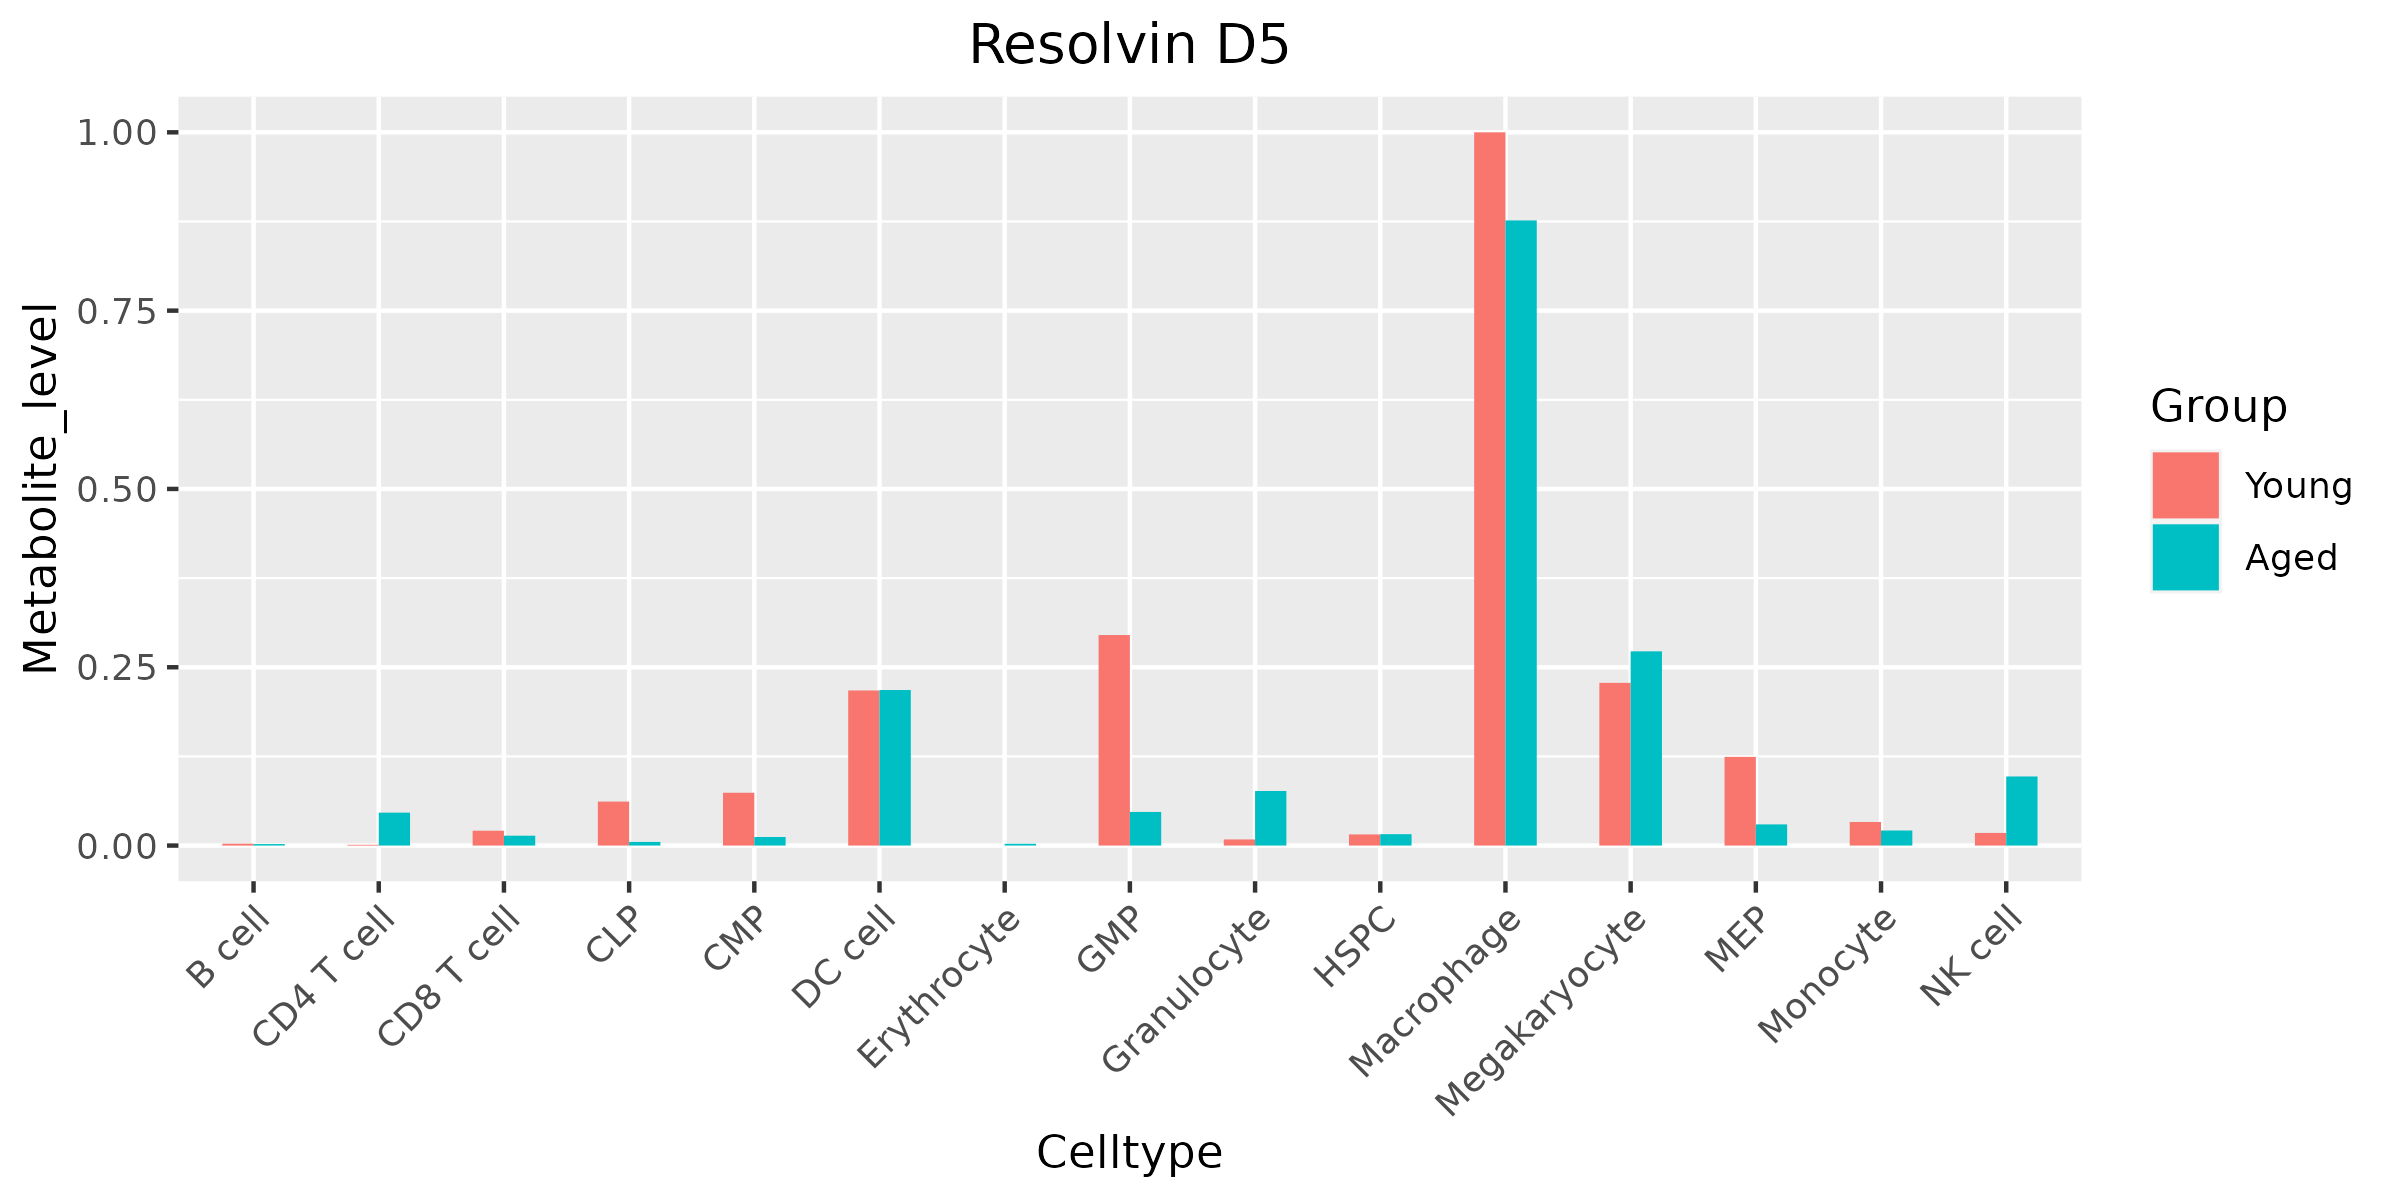 Resolvin D5
Metabolite_level
1.00
0.75
0.50
0.25
0.00
B cell
CD4 T cell
CD8 T cell
CLP
CMP
DC cell
Erythrocyte
GMP
Granulocyte
HSPC
Macrophage
Megakaryocyte
MEP
Monocyte
NK cell
Celltype
Group
Young
Aged